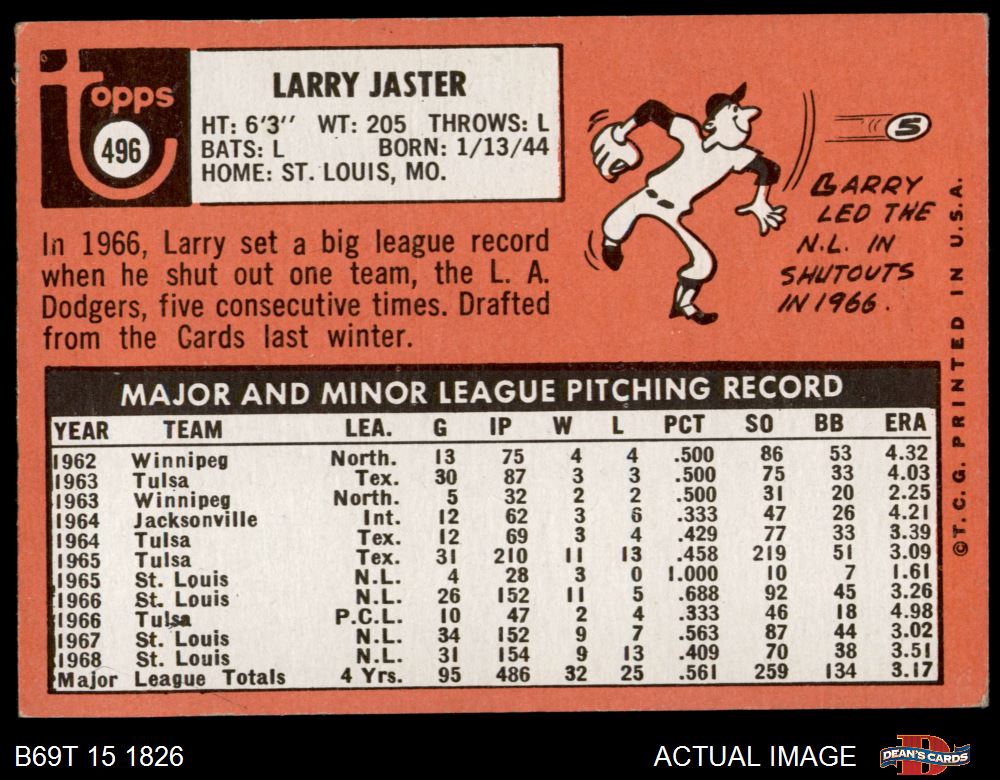 Topps
496
LARRY JASTER
HT: 6'3" WT: 205 THROWS: L
BATS: L BORN: 1/13/44
HOME: ST. LOUIS, MO.
5
LARRY
LED THE
N.L. IN
SHUTOUTS
IN 1966.
In 1966, Larry set a big league record
when he shut out one team, the L. A.
Dodgers, five consecutive times. Drafted
from the Cards last winter.
MAJOR AND MINOR LEAGUE PITCHING RECORD
YEAR TEAM LEA. G IP W L PCT SO BB ERA
1962 Winnipeg North. 13 75 4 4 .500 86 53 4.32
1963 Tulsa Tex. 30 87 3 3 .500 75 33 4.03
1963 Winnipeg North. 5 32 2 2 .500 31 20 2.25
1964 Jacksonville Int. 12 62 3 6 .333 47 26 4.21
1964 Tulsa Tex. 12 69 3 4 .429 77 33 3.39
1965 Tulsa Tex. 31 210 11 13 .458 219 51 3.09
1965 St. Louis N.L. 4 28 3 0 1.000 10 7 1.61
1966 St. Louis N.L. 26 152 11 5 .688 92 45 3.26
1966 Tulsa P.C.L. 10 47 2 4 .333 46 18 4.98
1967 St. Louis N.L. 34 152 9 7 .563 87 44 3.02
1968 St. Louis N.L. 31 154 9 13 .409 70 38 3.51
Major League Totals 4 Yrs. 95 486 32 25 .561 259 134 3.17
© T. C. G. PRINTED IN U. S. A.
B69T 15 1826
ACTUAL IMAGE
DEAN'S CARDS